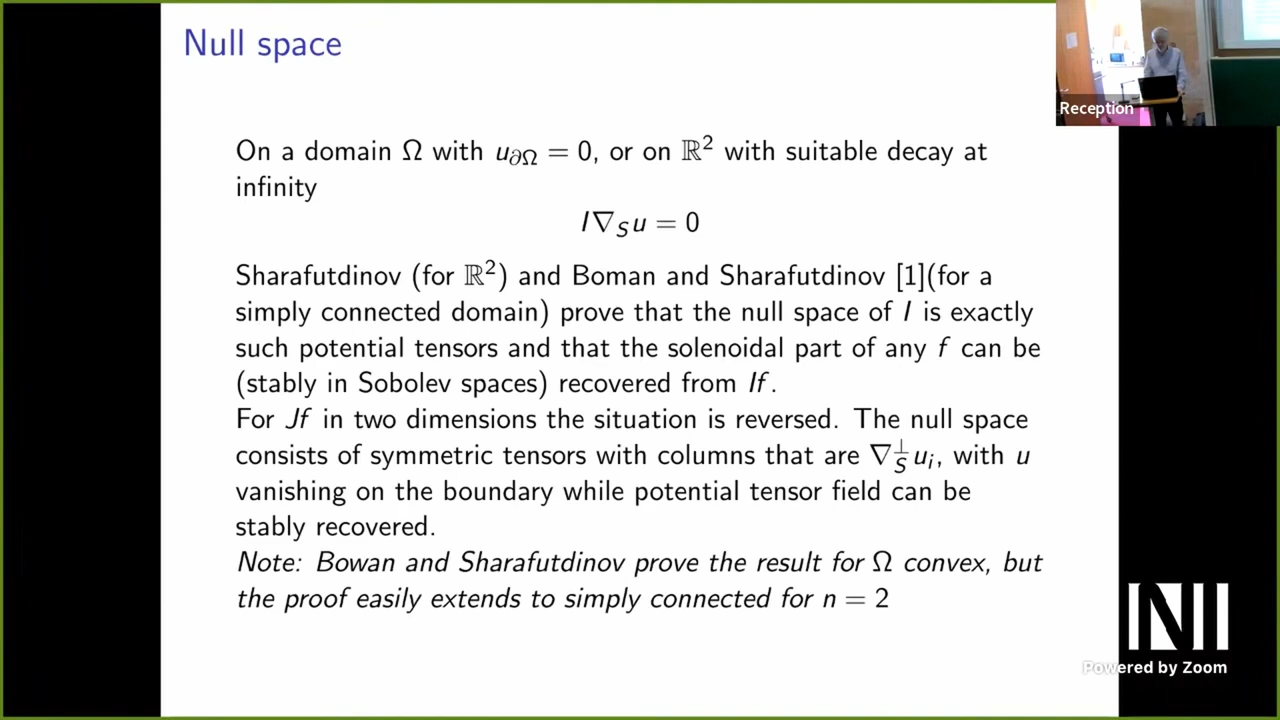 Null space
Reception
On a domain Ω with u_{∂Ω} = 0, or on ℝ² with suitable decay at
infinity
I∇_S u = 0
Sharafutdinov (for ℝ²) and Boman and Sharafutdinov [1](for a
simply connected domain) prove that the null space of I is exactly
such potential tensors and that the solenoidal part of any f can be
(stably in Sobolev spaces) recovered from If.
For Jf in two dimensions the situation is reversed. The null space
consists of symmetric tensors with columns that are ∇_S^⊥ u_i, with u
vanishing on the boundary while potential tensor field can be
stably recovered.
Note: Bowan and Sharafutdinov prove the result for Ω convex, but
the proof easily extends to simply connected for n = 2
Powered by Zoom